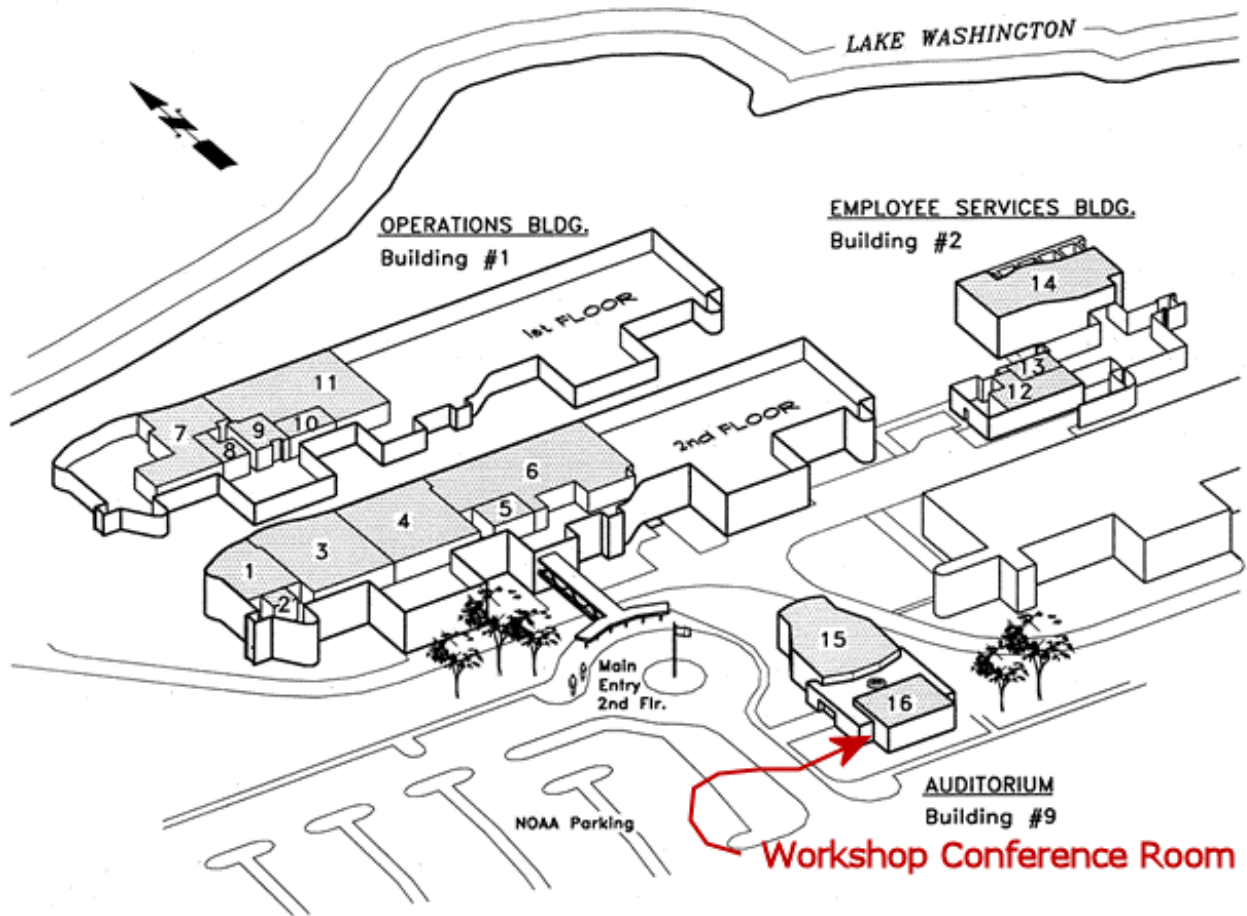 LAKE WASHINGTON
N
OPERATIONS BLDG.
Building #1
EMPLOYEE SERVICES BLDG.
Building #2
1st FLOOR
14
13
12
11
10
9
8
7
2nd FLOOR
6
5
4
3
1
2
15
16
Main
Entry
2nd Flr.
NOAA Parking
AUDITORIUM
Building #9
Workshop Conference Room